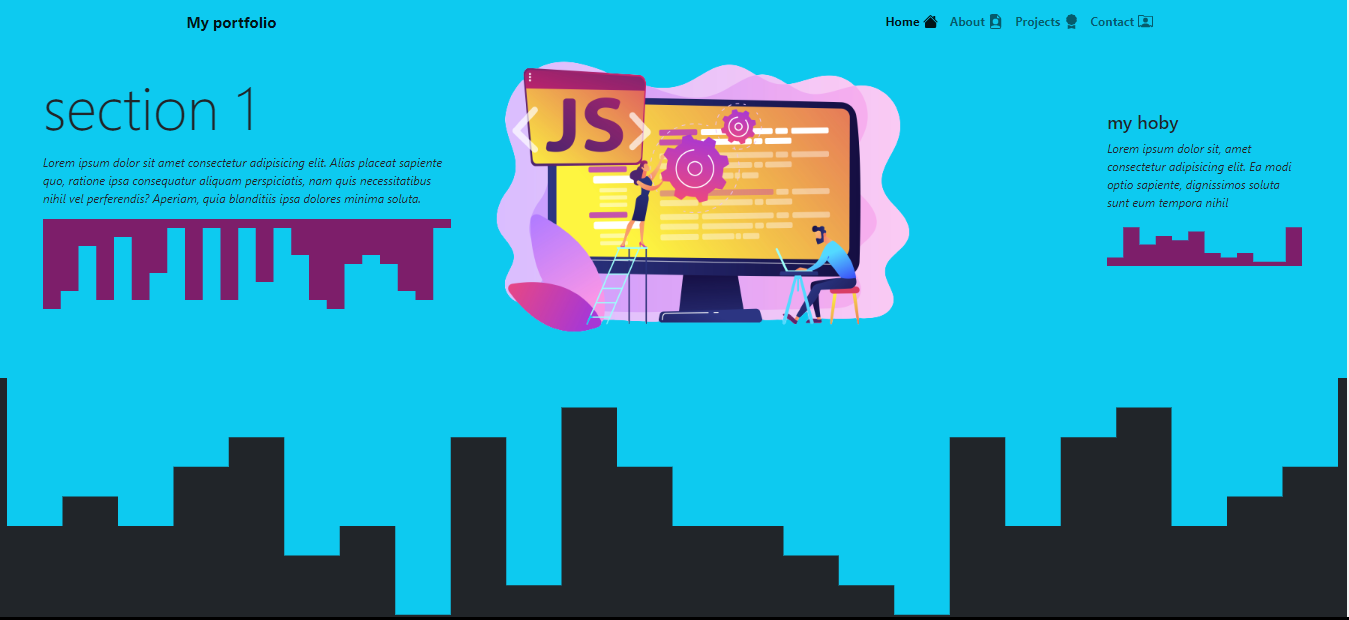 My portfolio
Home
About
Projects
Contact
section 1
Lorem ipsum dolor sit amet consectetur adipisicing elit. Alias placeat sapiente
quo, ratione ipsa consequatur aliquam perspiciatis, nam quis necessitatibus
nihil vel perferendis? Aperiam, quia blanditiis ipsa dolores minima soluta.
JS
my hoby
Lorem ipsum dolor sit, amet
consectetur adipisicing elit. Ea modi
optio sapiente, dignissimos soluta
sunt eum tempora nihil